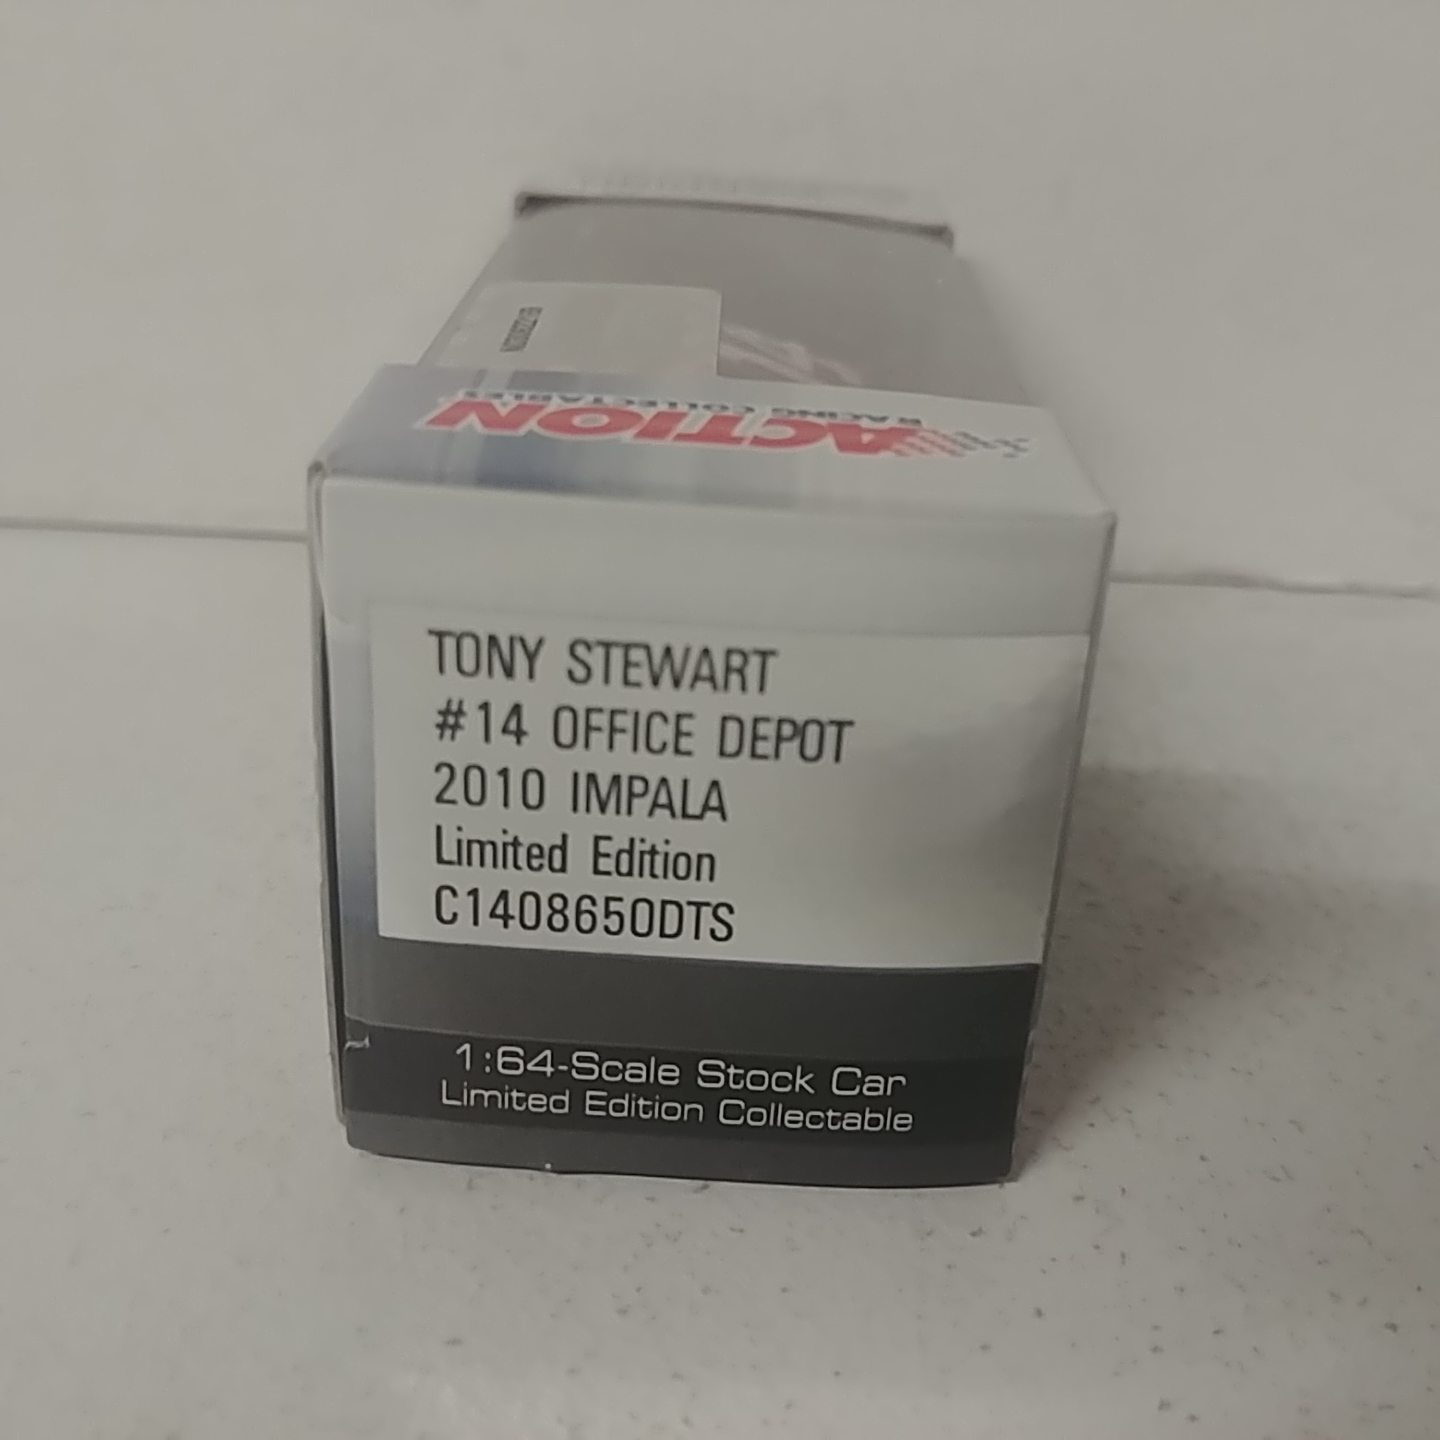 ACTION
RACING COLLECTABLES
TONY STEWART
#14 OFFICE DEPOT
2010 IMPALA
Limited Edition
C140865ODTS
1:64-Scale Stock Car
Limited Edition Collectable